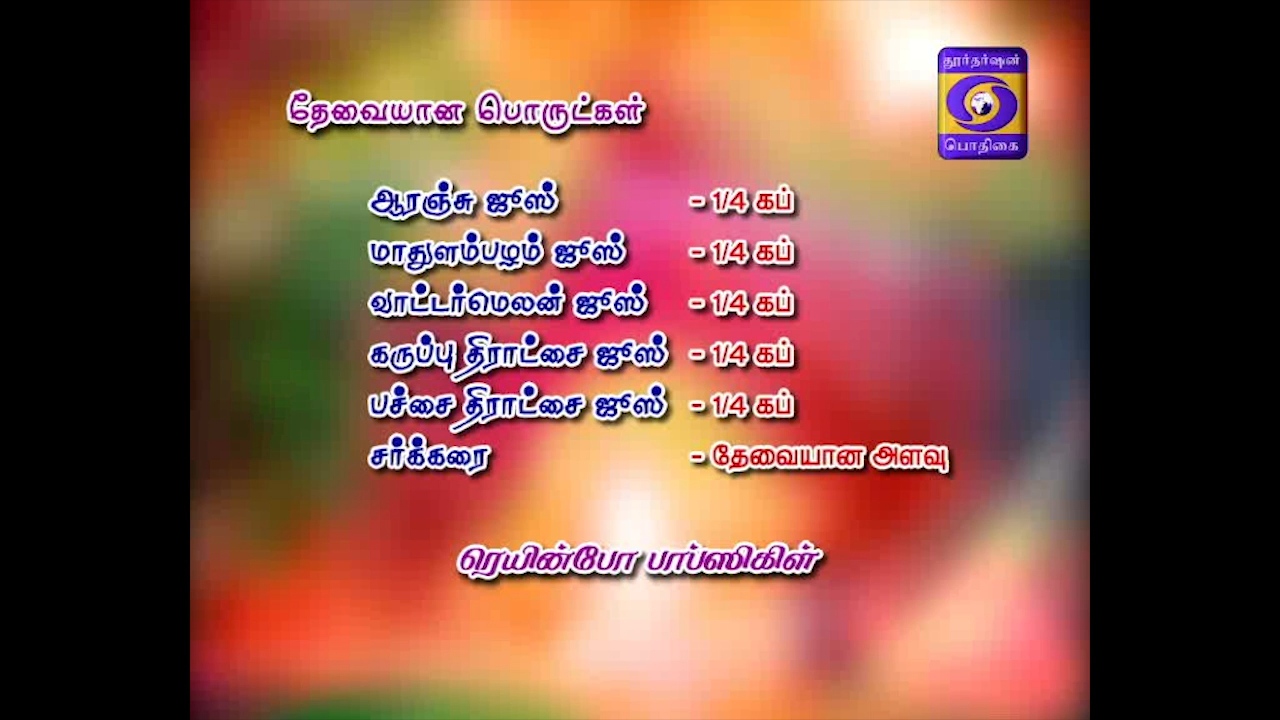 தூர்தர்ஷன்
பொதிகை
தேவையான பொருட்கள்
ஆரஞ்சு ஜூஸ் - 1/4 கப்
மாதுளம்பழம் ஜூஸ் - 1/4 கப்
வாட்டர்மெலன் ஜூஸ் - 1/4 கப்
கருப்பு திராட்சை ஜூஸ் - 1/4 கப்
பச்சை திராட்சை ஜூஸ் - 1/4 கப்
சர்க்கரை - தேவையான அளவு
ரெயின்போ பாப்ஸிகிள்